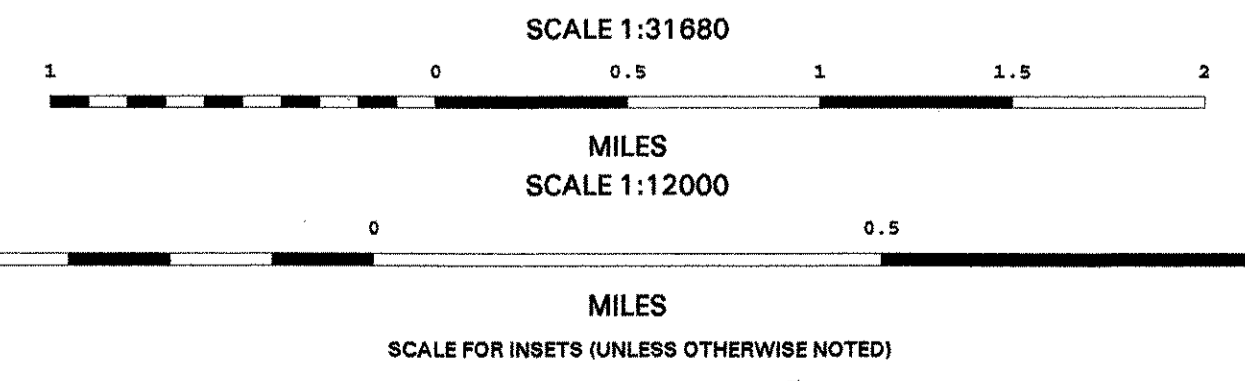 SCALE 1:31680
1 0 0.5 1 1.5 2
MILES
SCALE 1:12000
0 0.5
MILES
SCALE FOR INSETS (UNLESS OTHERWISE NOTED)